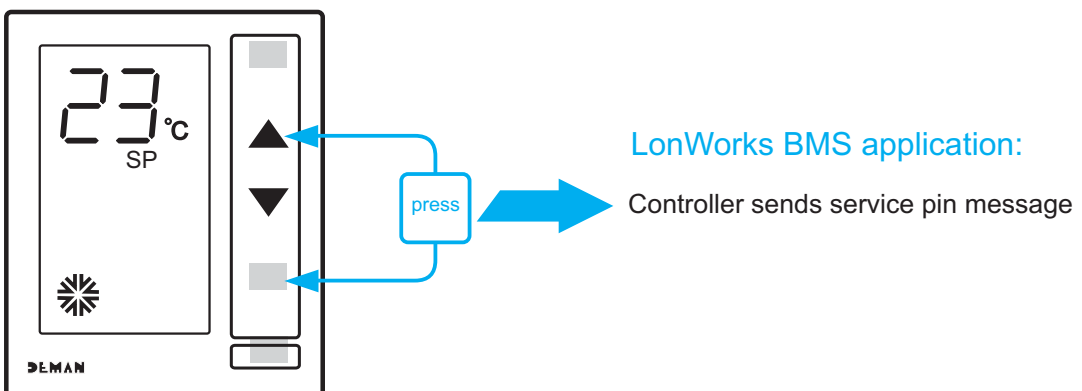 23°C
SP
press
LonWorks BMS application:
Controller sends service pin message
DEMAN